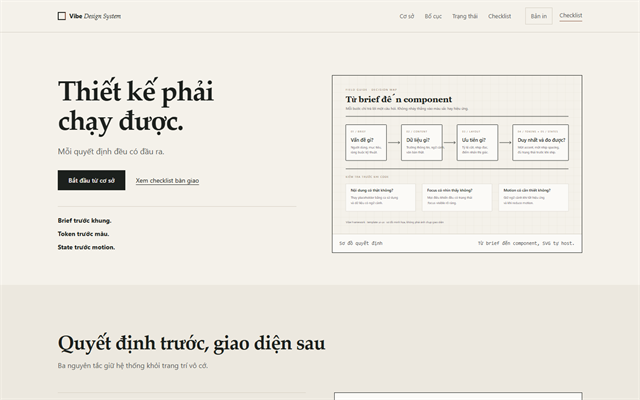 Vibe Design System
Cơ sở
Bố cục
Trạng thái
Checklist
Bản in
Checklist
Thiết kế phải
chạy được.
Mỗi quyết định đều có đầu ra.
Bắt đầu từ cơ sở
Xem checklist bàn giao
Brief trước khung.
Token trước màu.
State trước motion.
Từ brief đến component
Vấn đề gì?
Dữ liệu gì?
Ưu tiên gì?
Duy nhất và đo được?
Nội dung có thật không?
Focus có nhìn thấy không?
Motion có cần thiết không?
Sơ đồ quyết định
Từ brief đến component, SVG tự host.
Quyết định trước, giao diện sau
Ba nguyên tắc giữ hệ thống khỏi trang trí vô cớ.